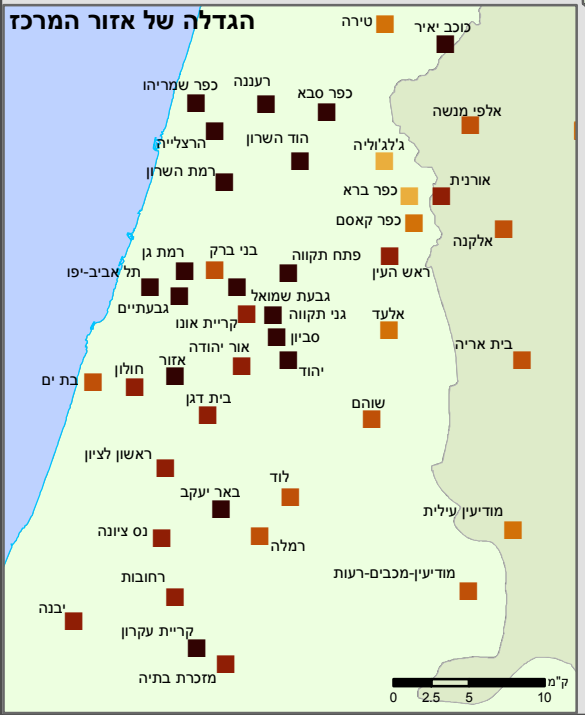 הגדלה של אזור המרכז
טירה
כוכב יאיר
כפר שמריהו
רעננה
כפר סבא
אלפי מנשה
הרצלייה
הוד השרון
ג'לג'וליה
רמת השרון
אורנית
כפר ברא
כפר קאסם
אלקנה
רמת גן
בני ברק
פתח תקווה
ראש העין
תל אביב-יפו
גבעת שמואל
גבעתיים
קריית אונו
גני תקווה
אלעד
סביון
בית אריה
אור יהודה
אזור
יהוד
חולון
בת ים
בית דגן
שוהם
ראשון לציון
לוד
באר יעקב
מודיעין עילית
נס ציונה
רמלה
מודיעין-מכבים-רעות
רחובות
יבנה
קריית עקרון
מזכרת בתיה
ק"מ
0 2.5 5 10